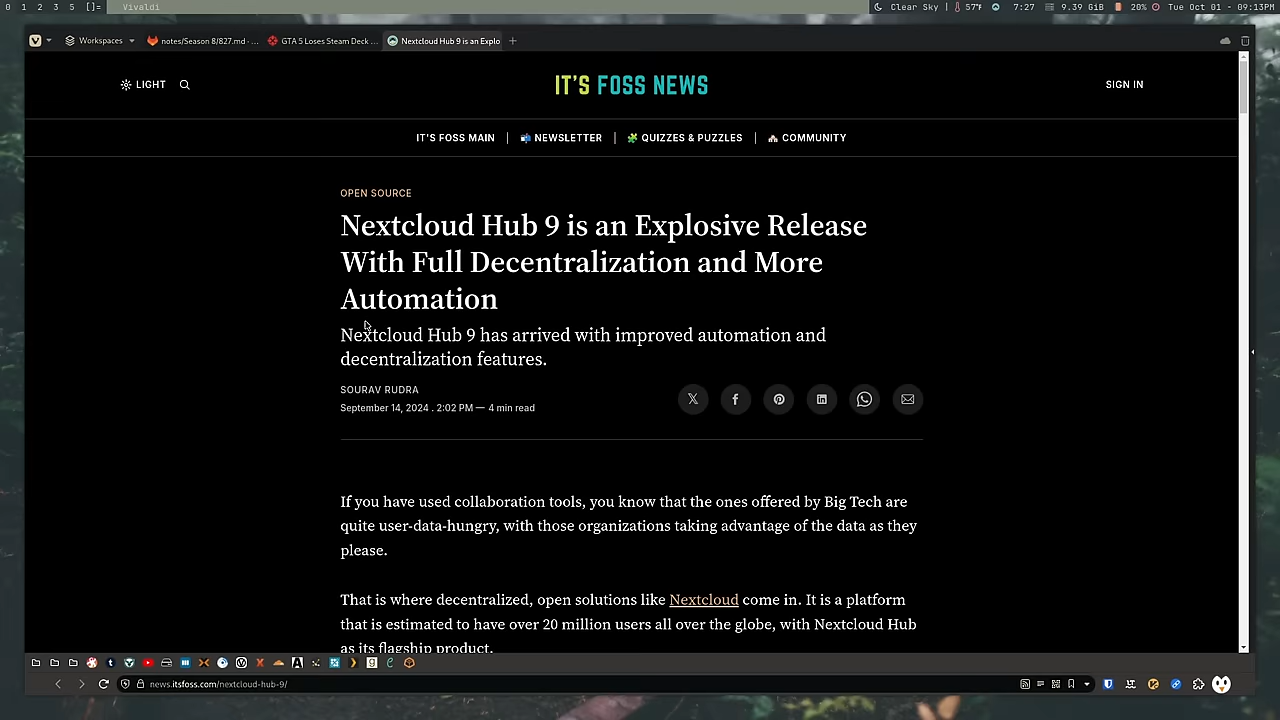 0 1 2 3 5 []= Vivaldi Clear Sky | 57°F 7:27 9.39 GiB 20% Tue Oct 01 - 09:13PM
Workspaces notes/Season 8/827.md - ... GTA 5 Loses Steam Deck ... Nextcloud Hub 9 is an Explo
LIGHT IT'S FOSS NEWS SIGN IN
IT'S FOSS MAIN | NEWSLETTER | QUIZZES & PUZZLES | COMMUNITY
OPEN SOURCE
Nextcloud Hub 9 is an Explosive Release
With Full Decentralization and More
Automation
Nextcloud Hub 9 has arrived with improved automation and
decentralization features.
SOURAV RUDRA
September 14, 2024 . 2:02 PM — 4 min read
If you have used collaboration tools, you know that the ones offered by Big Tech are
quite user-data-hungry, with those organizations taking advantage of the data as they
please.
That is where decentralized, open solutions like Nextcloud come in. It is a platform
that is estimated to have over 20 million users all over the globe, with Nextcloud Hub
as its flagship product.
news.itsfoss.com/nextcloud-hub-9/